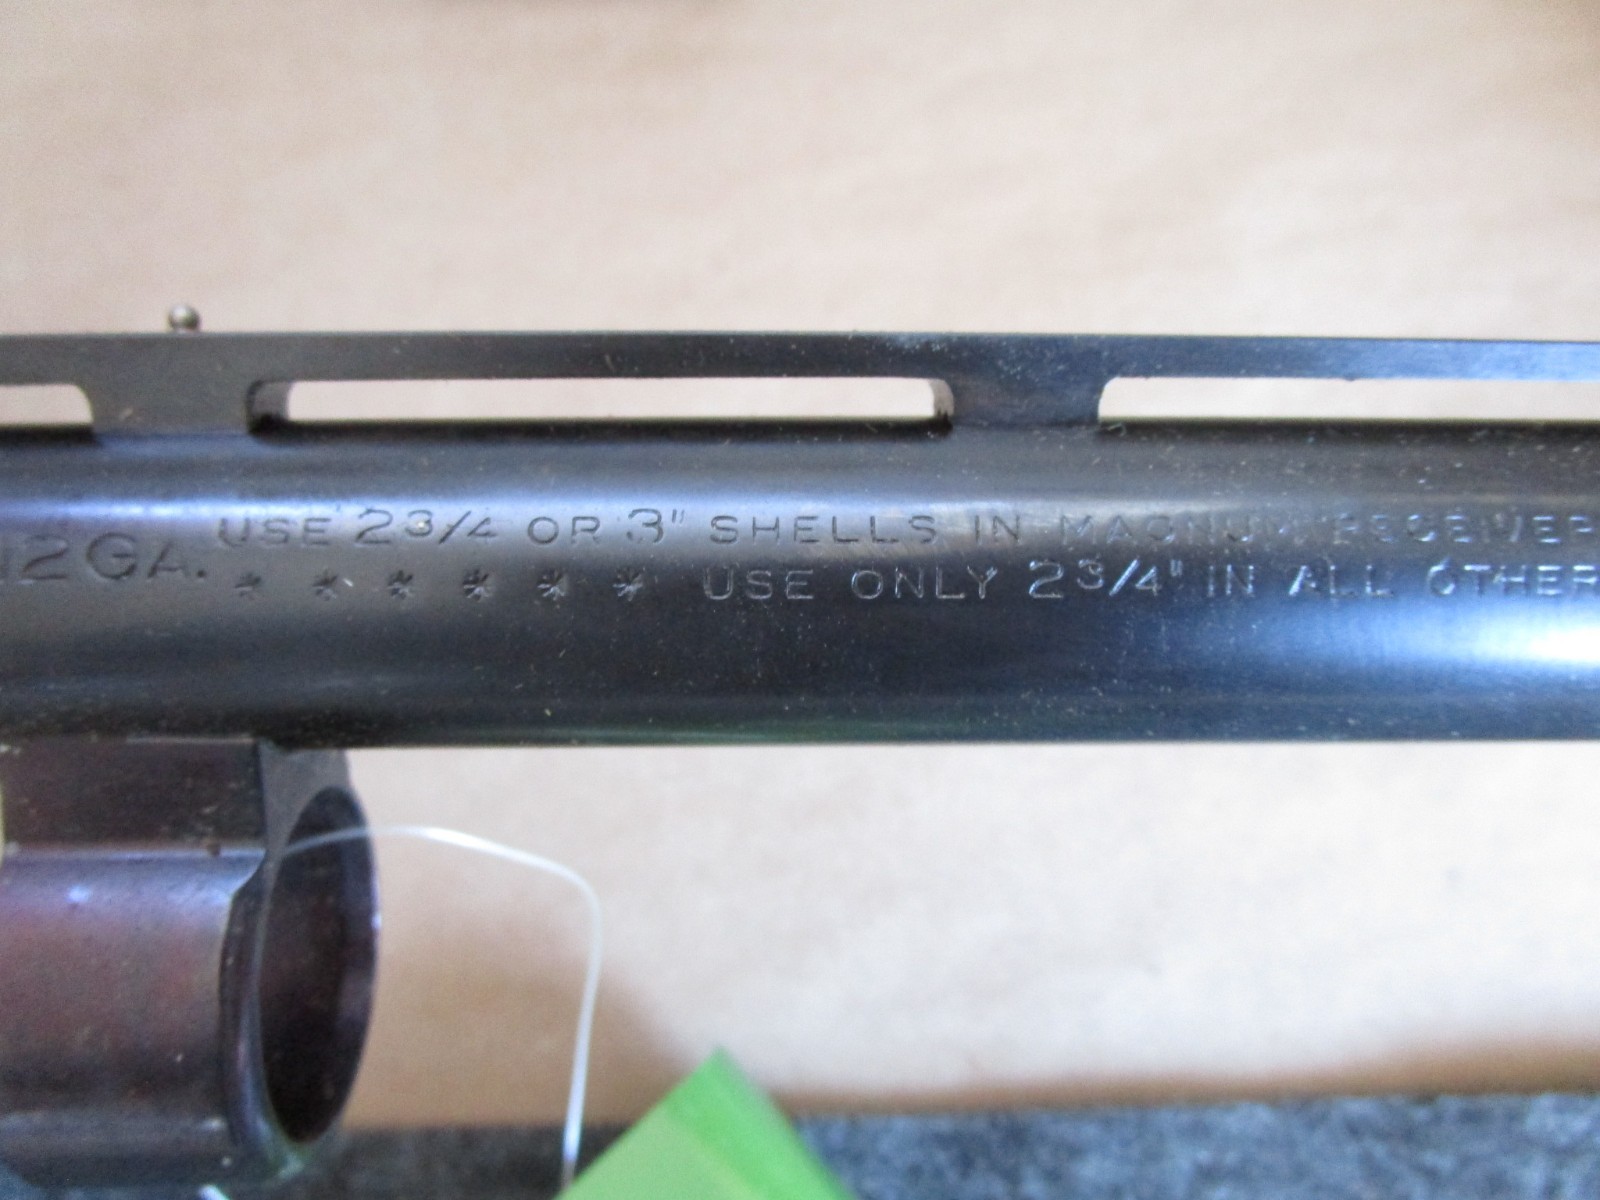 12GA. USE 2 3/4 OR 3" SHELLS IN MAGNUM RECEIVER
* * * * * * USE ONLY 2 3/4" IN ALL OTHER